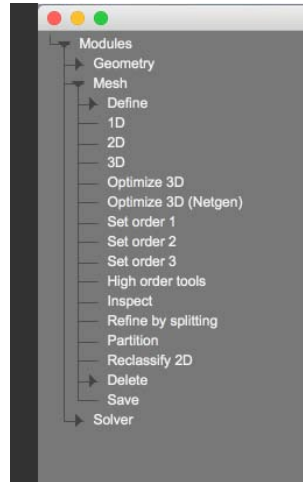 Modules
Geometry
Mesh
Define
1D
2D
3D
Optimize 3D
Optimize 3D (Netgen)
Set order 1
Set order 2
Set order 3
High order tools
Inspect
Refine by splitting
Partition
Reclassify 2D
Delete
Save
Solver